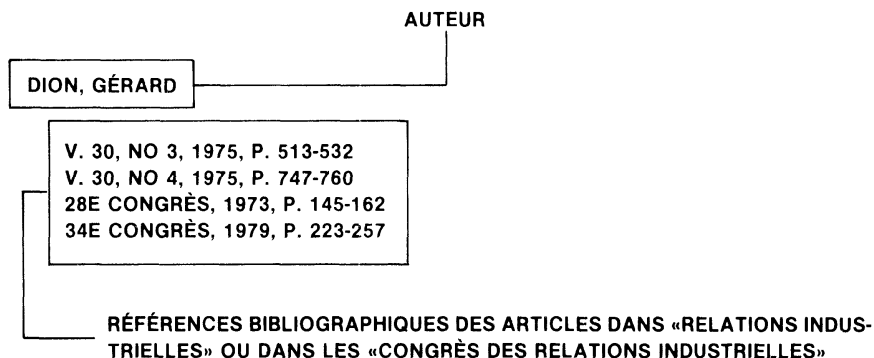 AUTEUR
DION, GÉRARD
V. 30, NO 3, 1975, P. 513-532
V. 30, NO 4, 1975, P. 747-760
28E CONGRÈS, 1973, P. 145-162
34E CONGRÈS, 1979, P. 223-257
RÉFÉRENCES BIBLIOGRAPHIQUES DES ARTICLES DANS «RELATIONS INDUS-
TRIELLES» OU DANS LES «CONGRÈS DES RELATIONS INDUSTRIELLES»